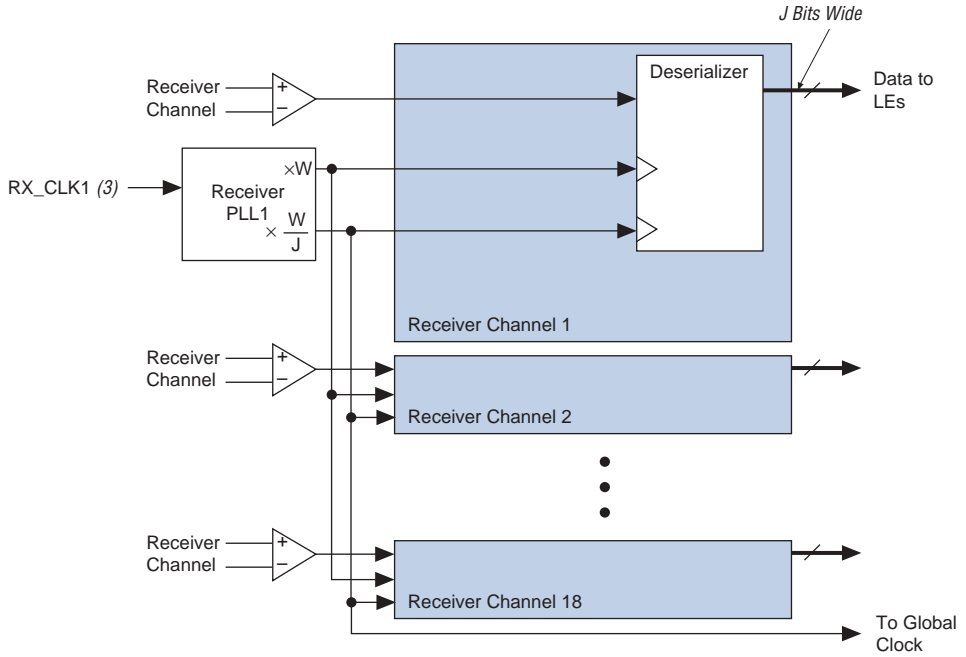 J Bits Wide
Receiver
Channel
+
−
Deserializer
Data to
LEs
RX_CLK1 (3)
×W
Receiver
PLL1
× W
J
Receiver Channel 1
Receiver
Channel
+
−
Receiver Channel 2
Receiver
Channel
+
−
Receiver Channel 18
To Global
Clock